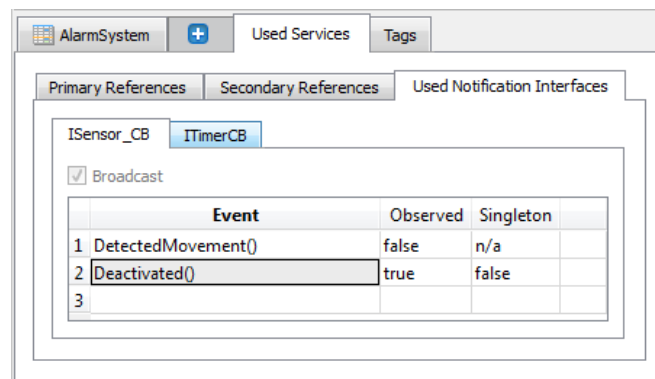 AlarmSystem Used Services Tags
Primary References Secondary References Used Notification Interfaces
ISensor_CB ITimerCB
Broadcast
Event Observed Singleton
1 DetectedMovement() false n/a
2 Deactivated() true false
3